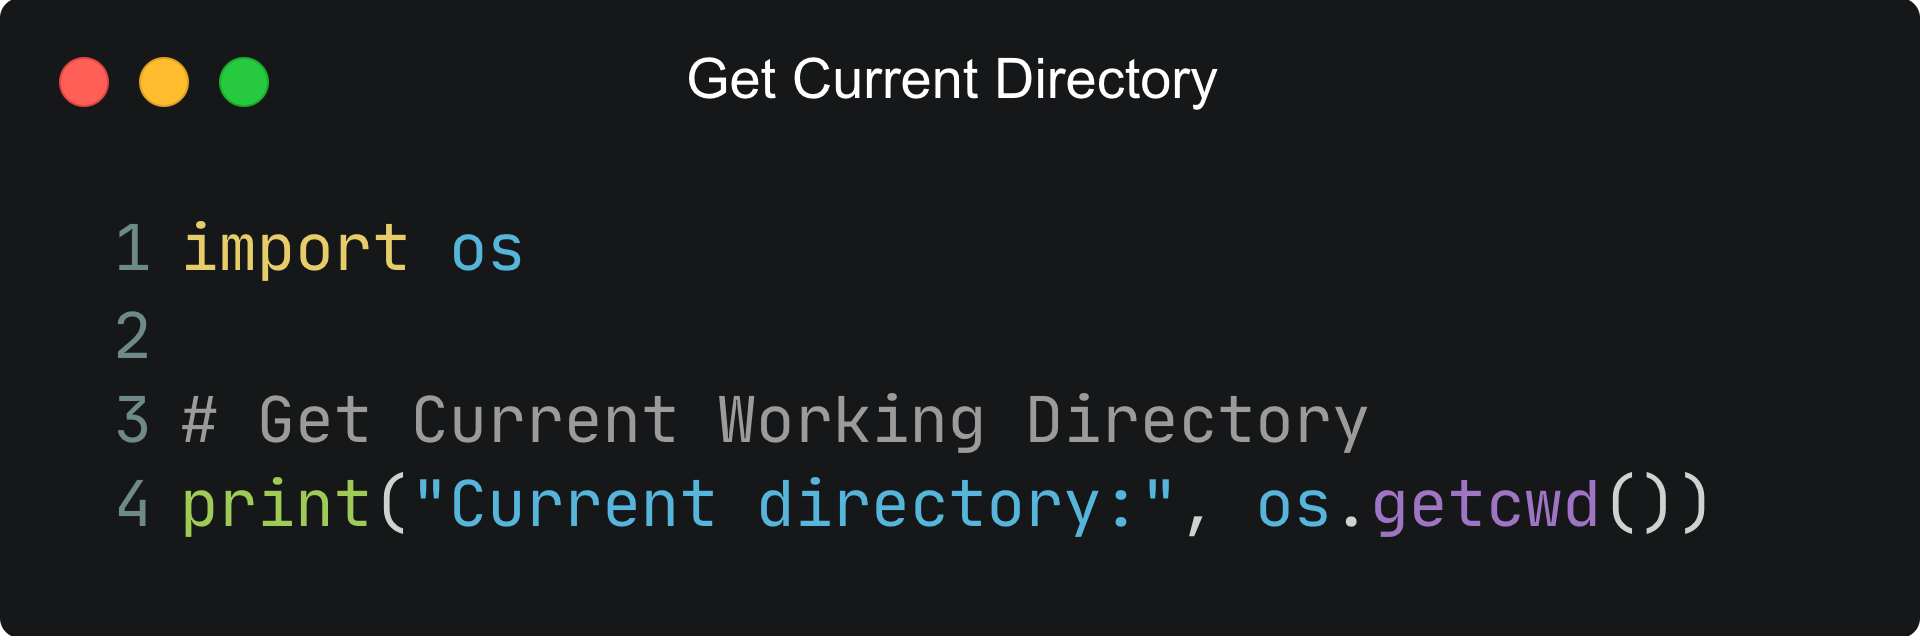 Get Current Directory
1 import os
2
3 # Get Current Working Directory
4 print("Current directory:", os.getcwd())